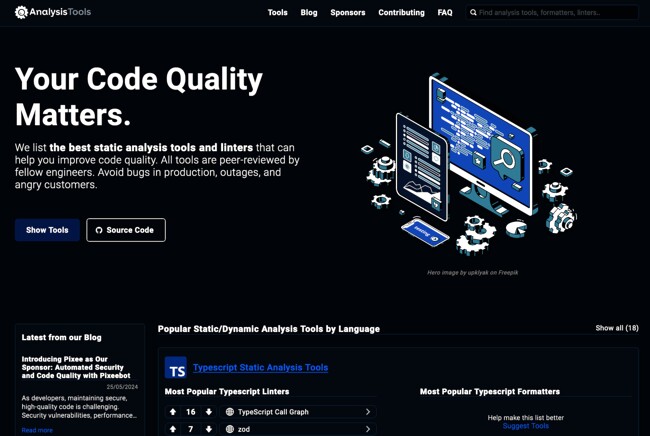 AnalysisTools
Tools Blog Sponsors Contributing FAQ
Find analysis tools, formatters, linters..
Your Code Quality
Matters.
We list the best static analysis tools and linters that can
help you improve code quality. All tools are peer-reviewed by
fellow engineers. Avoid bugs in production, outages, and
angry customers.
Show Tools
Source Code
Hero image by upklyak on Freepik
Latest from our Blog
Introducing Pixee as Our
Sponsor: Automated Security
and Code Quality with Pixeebot
25/05/2024
As developers, maintaining secure,
high-quality code is challenging.
Security vulnerabilities, performance...
Read more
Popular Static/Dynamic Analysis Tools by Language
Show all (18)
TS
Typescript Static Analysis Tools
Most Popular Typescript Linters
16 TypeScript Call Graph
7 zod
Most Popular Typescript Formatters
Help make this list better
Suggest Tools